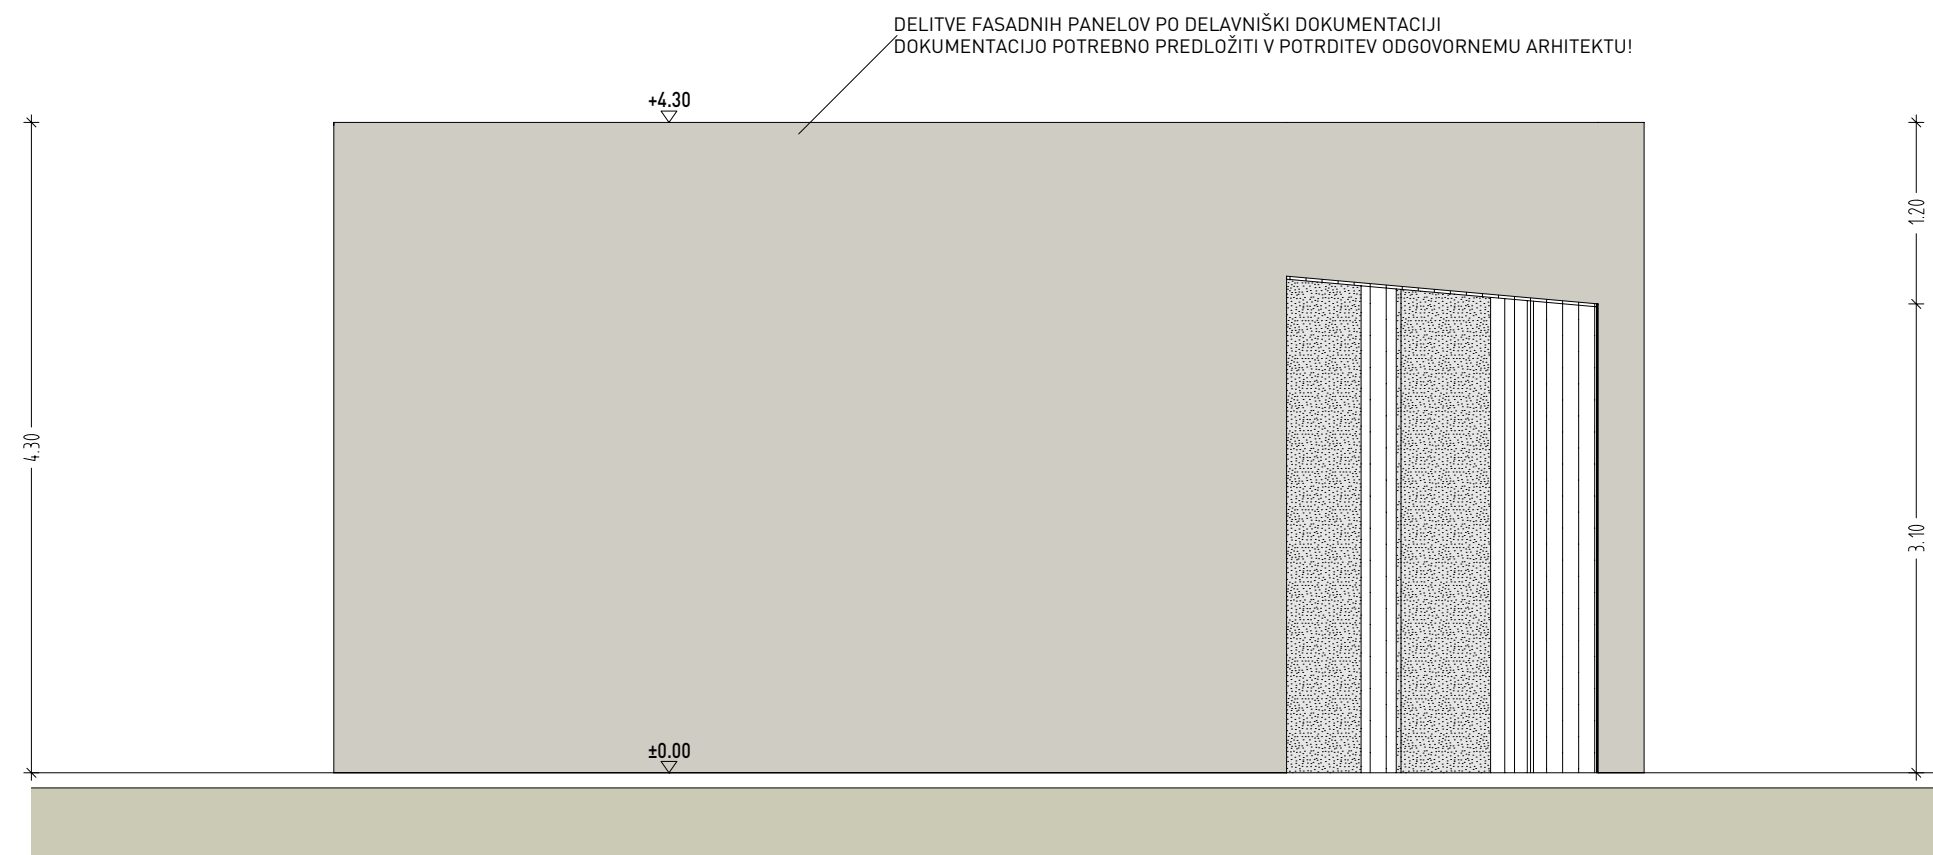 DELITVE FASADNIH PANELOV PO DELAVNIŠKI DOKUMENTACIJI
DOKUMENTACIJO POTREBNO PREDLOŽITI V POTRDITEV ODGOVORNEMU ARHITEKTU!
+4.30
1.20
4.30
3.10
±0.00